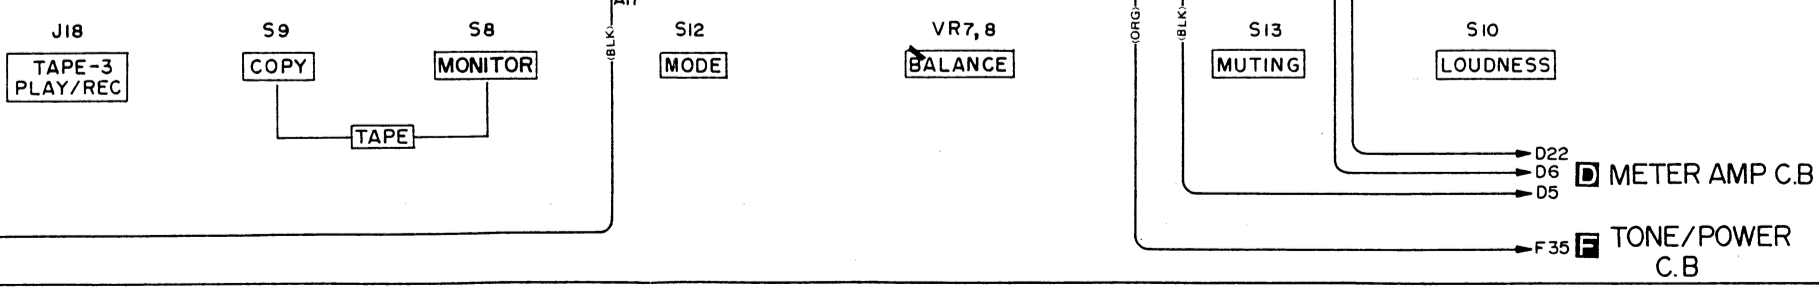 A17
J18
S9
S8
(BLK)
S12
VR7,8
(ORG)
(BLK)
S13
S10
TAPE-3
PLAY/REC
COPY
MONITOR
MODE
BALANCE
MUTING
LOUDNESS
TAPE
D22
D6
D5
D METER AMP C.B
F35
F TONE/POWER
C.B